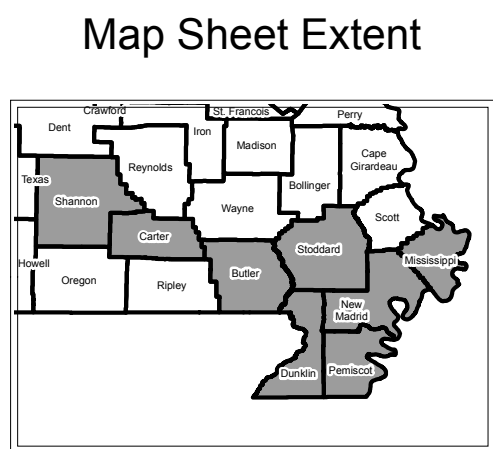 Map Sheet Extent
Crawford
St. Francois
Perry
Dent
Iron
Madison
Cape
Girardeau
Reynolds
Texas
Shannon
Bollinger
Wayne
Scott
Carter
Stoddard
Mississippi
Howell
Oregon
Ripley
Butler
New
Madrid
Dunklin
Pemiscot